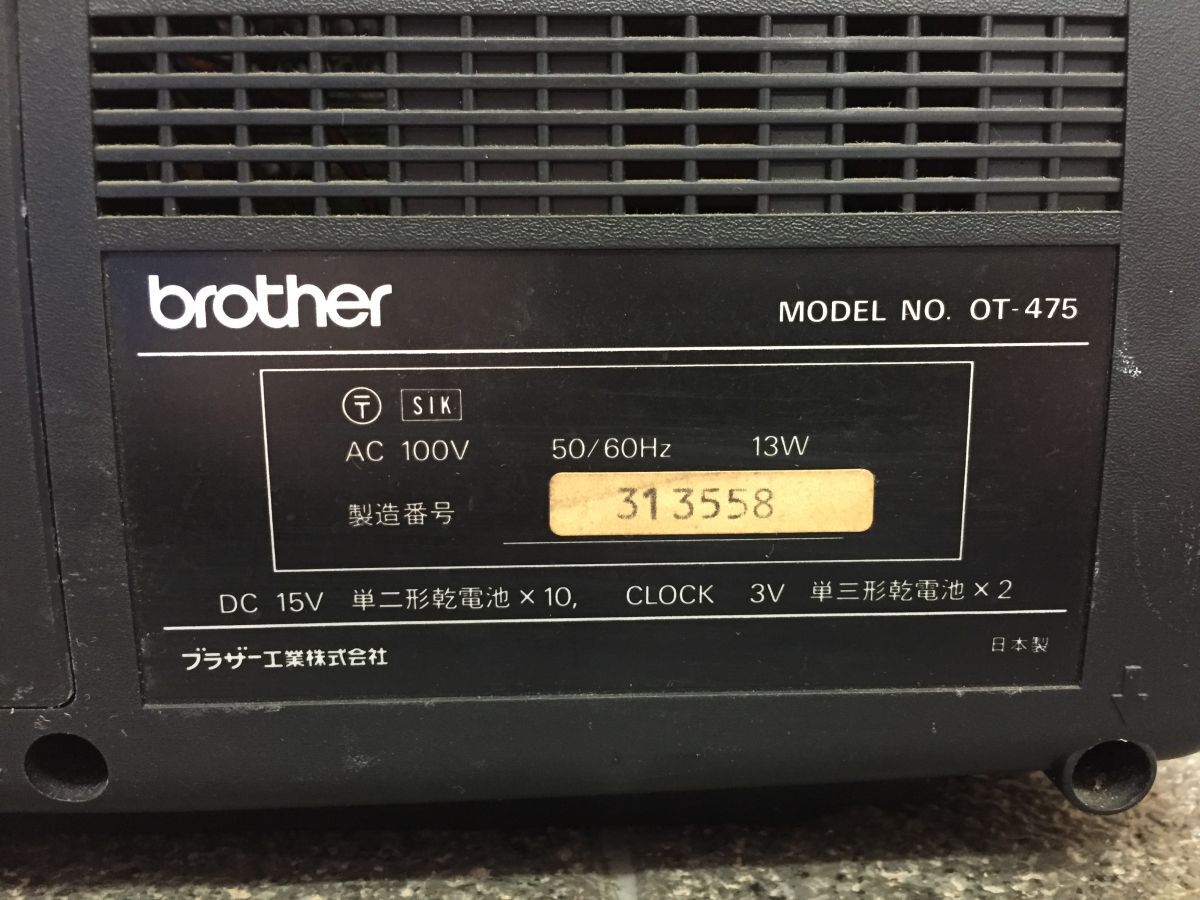 brother
MODEL NO. OT-475
〒 SIK
AC 100V 50/60Hz 13W
製造番号 313558
DC 15V 単二形乾電池×10, CLOCK 3V 単三形乾電池×2
ブラザー工業株式会社
日本製